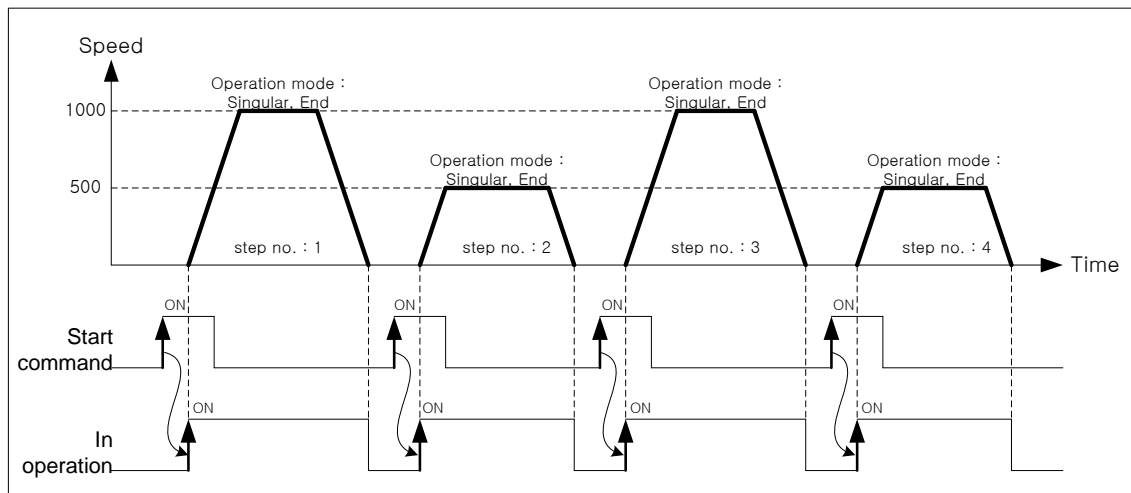 Speed
Operation mode :
Singular, End
Operation mode :
Singular, End
1000
Operation mode :
Singular, End
Operation mode :
Singular, End
500
step no. : 1
step no. : 2
step no. : 3
step no. : 4
Time
ON
ON
ON
ON
Start
command
ON
ON
ON
ON
In
operation